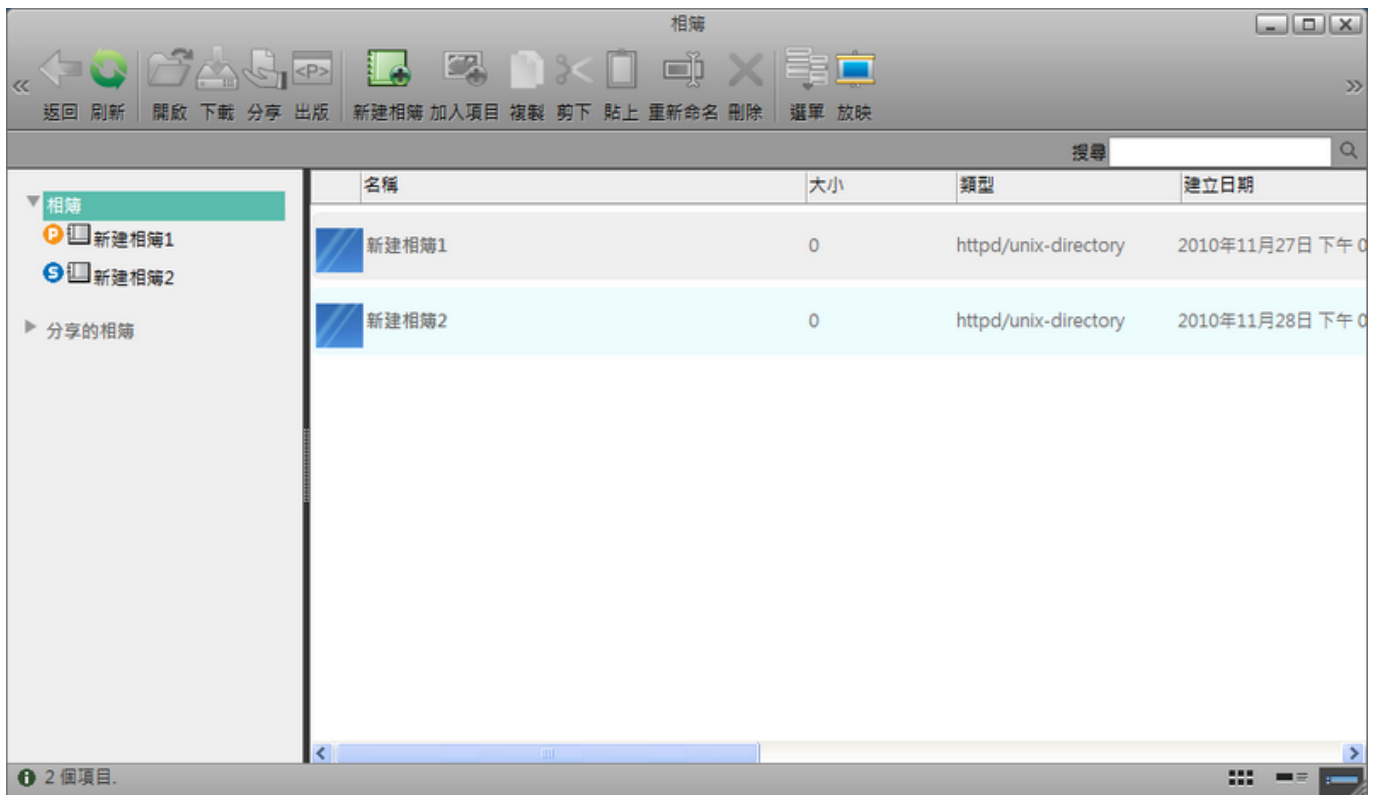 相簿
« 返回 刷新 開啟 下載 分享 <P> 出版 新建相簿 加入項目 複製 剪下 貼上 重新命名 刪除 選單 放映 »
搜尋
相簿
P 新建相簿1
S 新建相簿2
分享的相簿
名稱 大小 類型 建立日期
新建相簿1 0 httpd/unix-directory 2010年11月27日 下午 0
新建相簿2 0 httpd/unix-directory 2010年11月28日 下午 0
2 個項目.